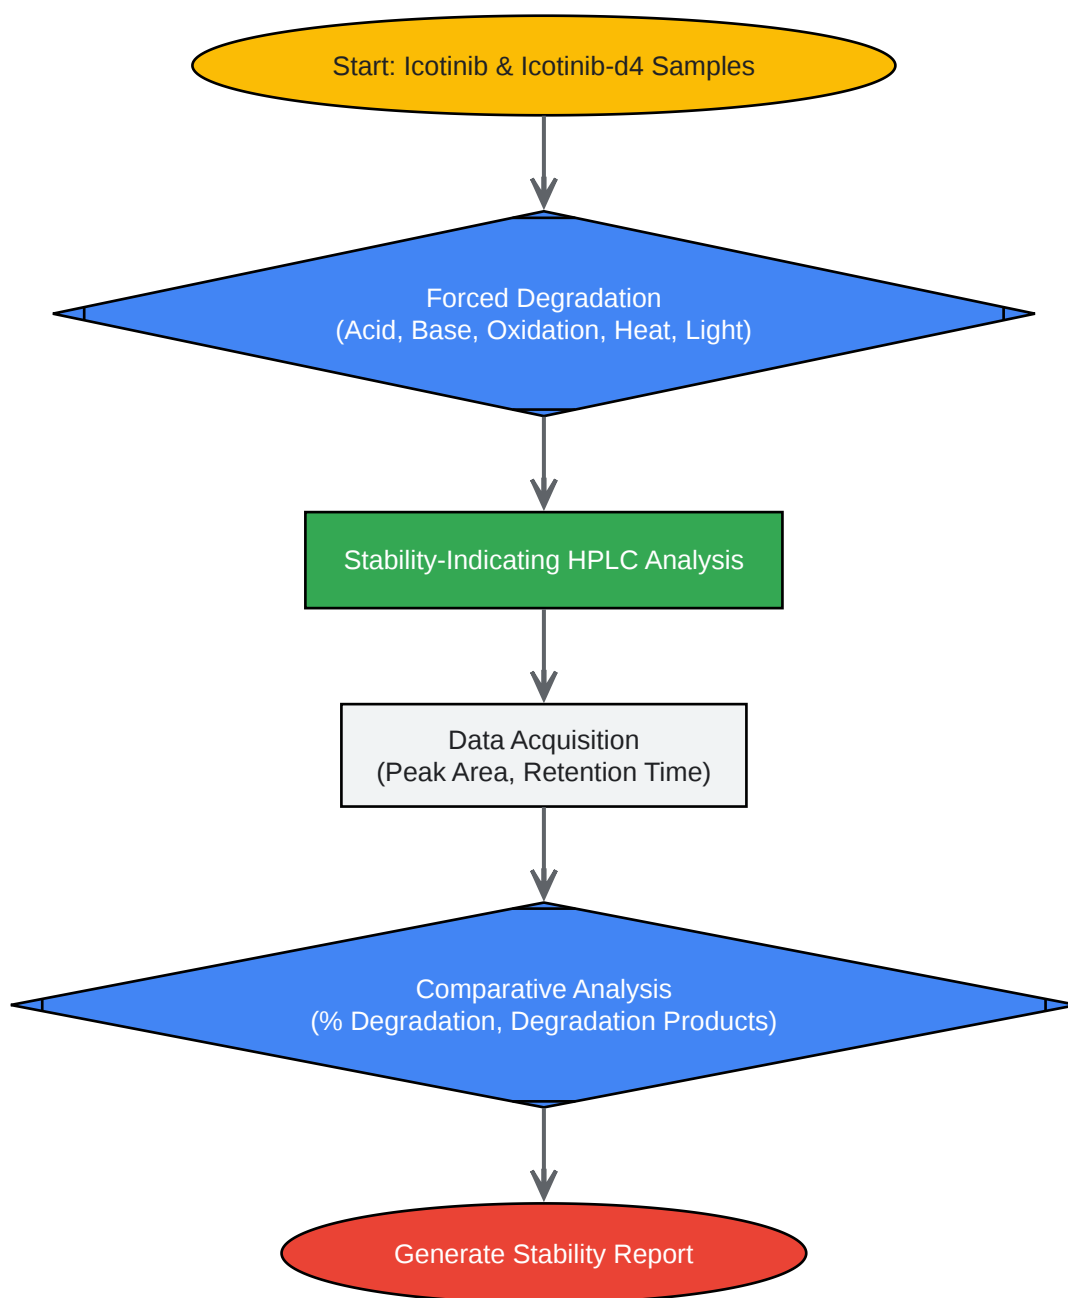 Start: Icotinib & Icotinib-d4 Samples
Forced Degradation
(Acid, Base, Oxidation, Heat, Light)
Stability-Indicating HPLC Analysis
Data Acquisition
(Peak Area, Retention Time)
Comparative Analysis
(% Degradation, Degradation Products)
Generate Stability Report